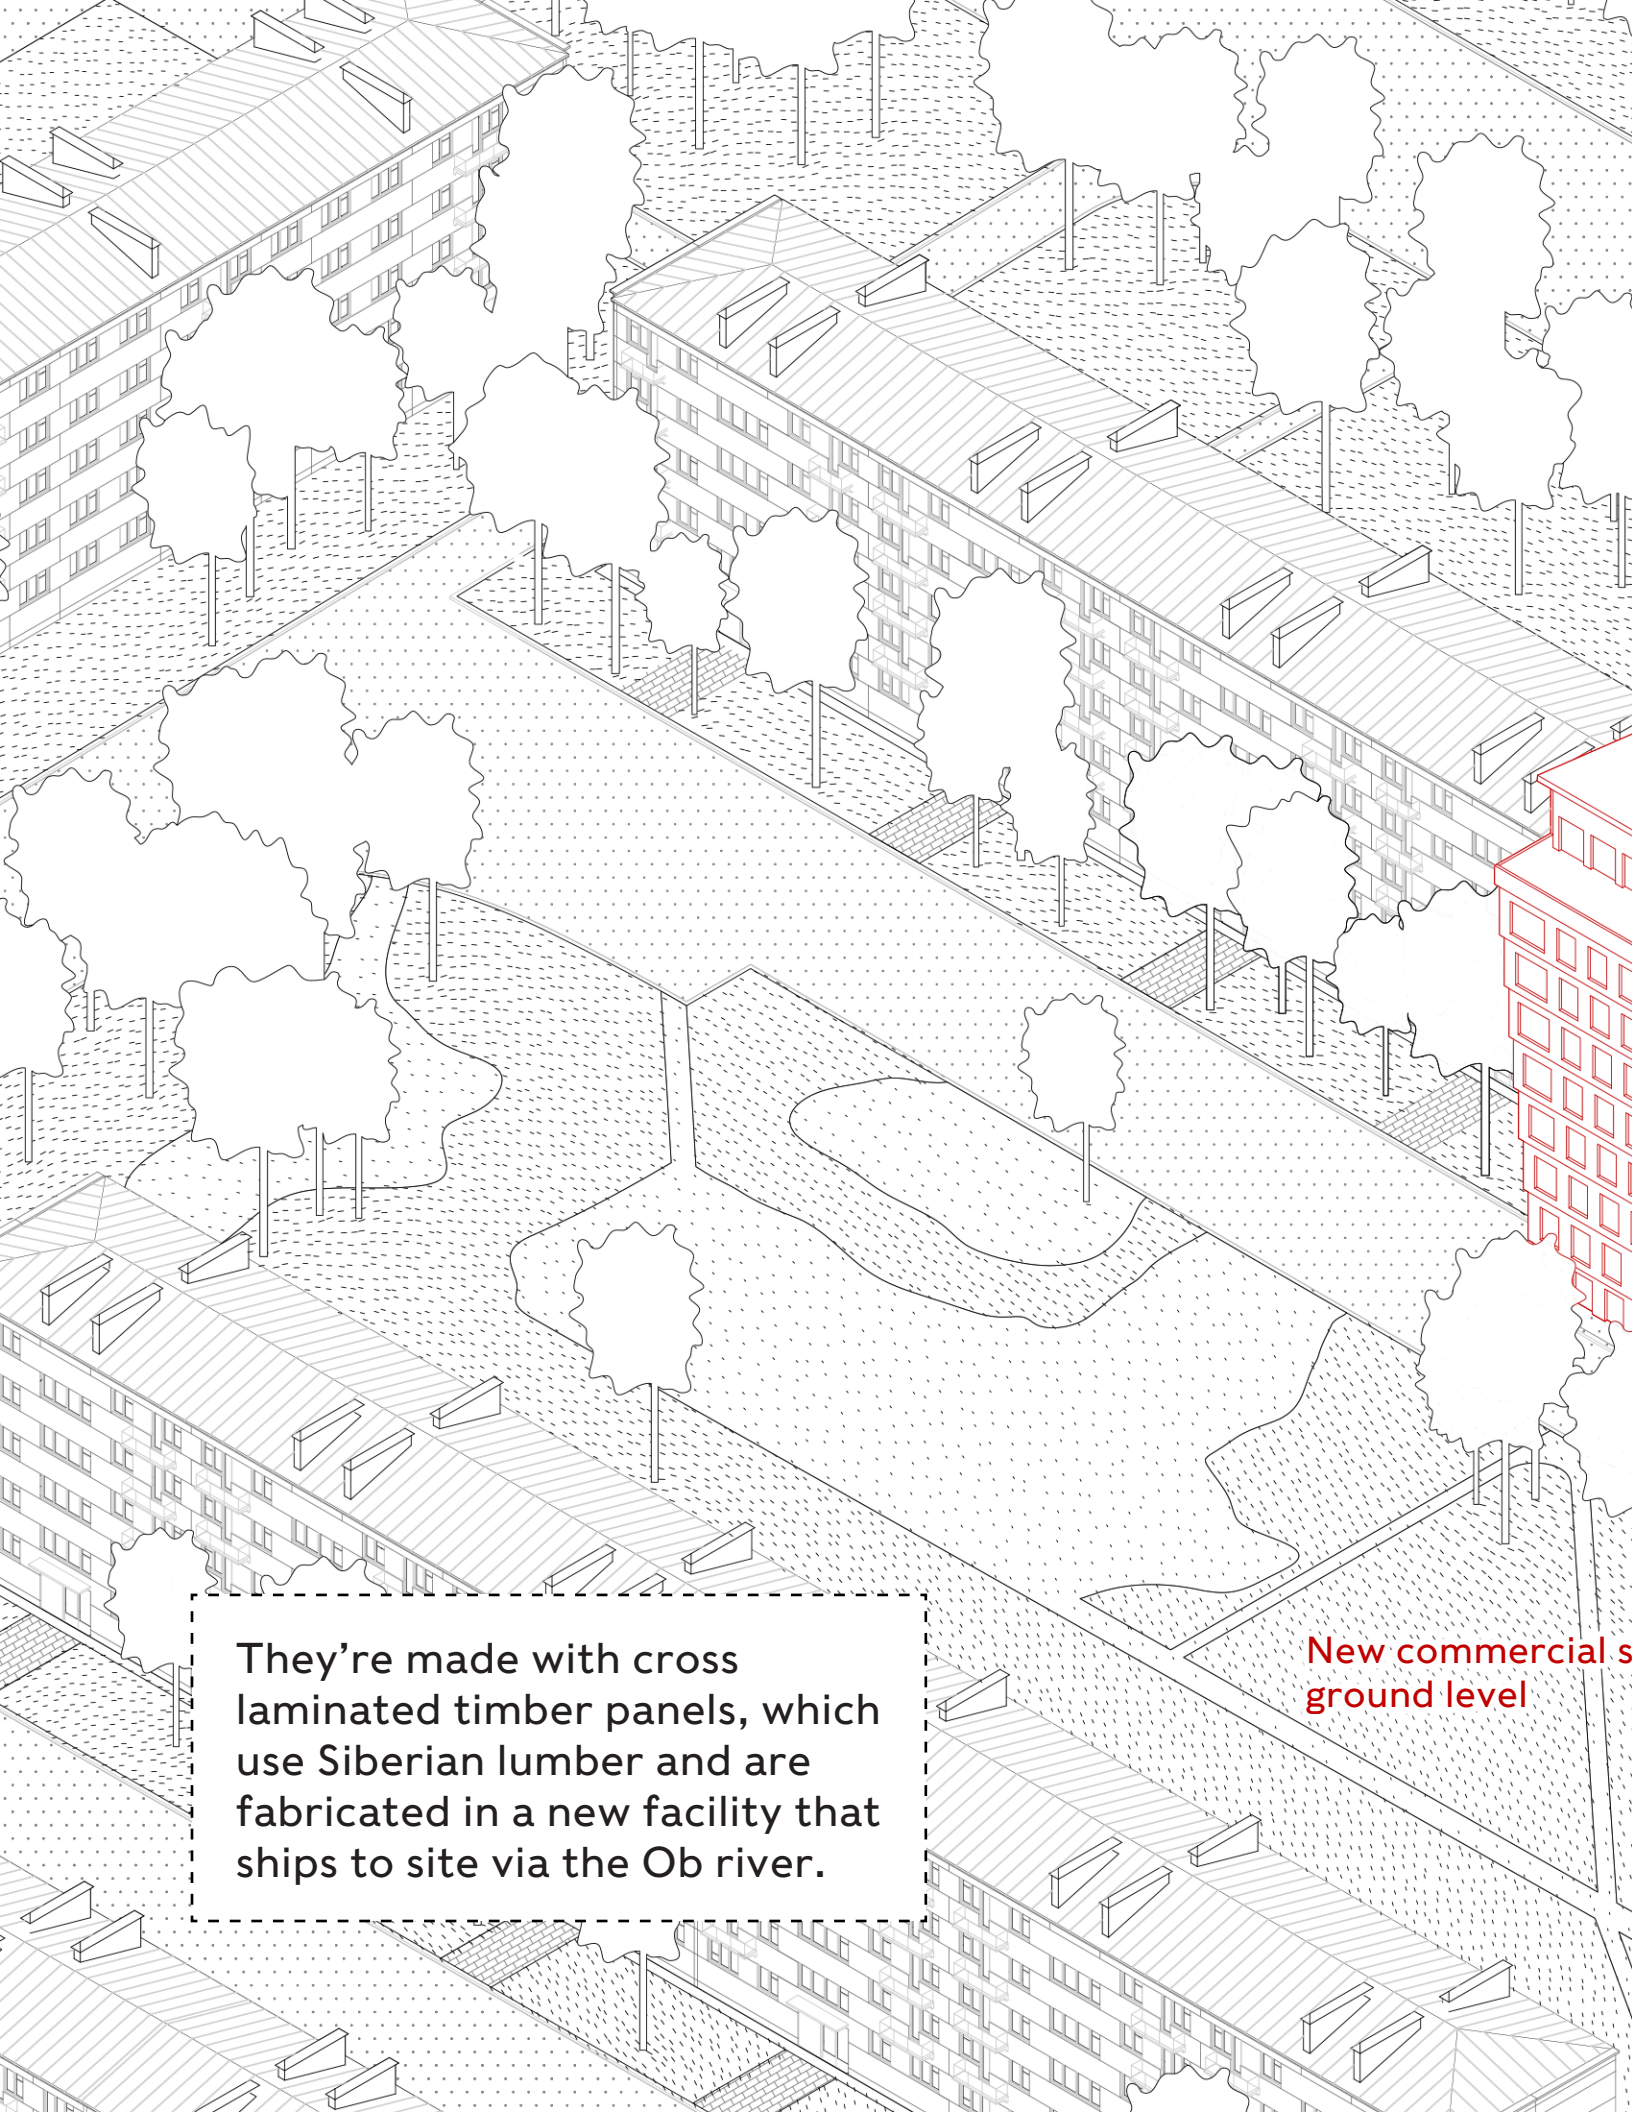 They’re made with cross
laminated timber panels, which
use Siberian lumber and are
fabricated in a new facility that
ships to site via the Ob river.
New commercial
ground level